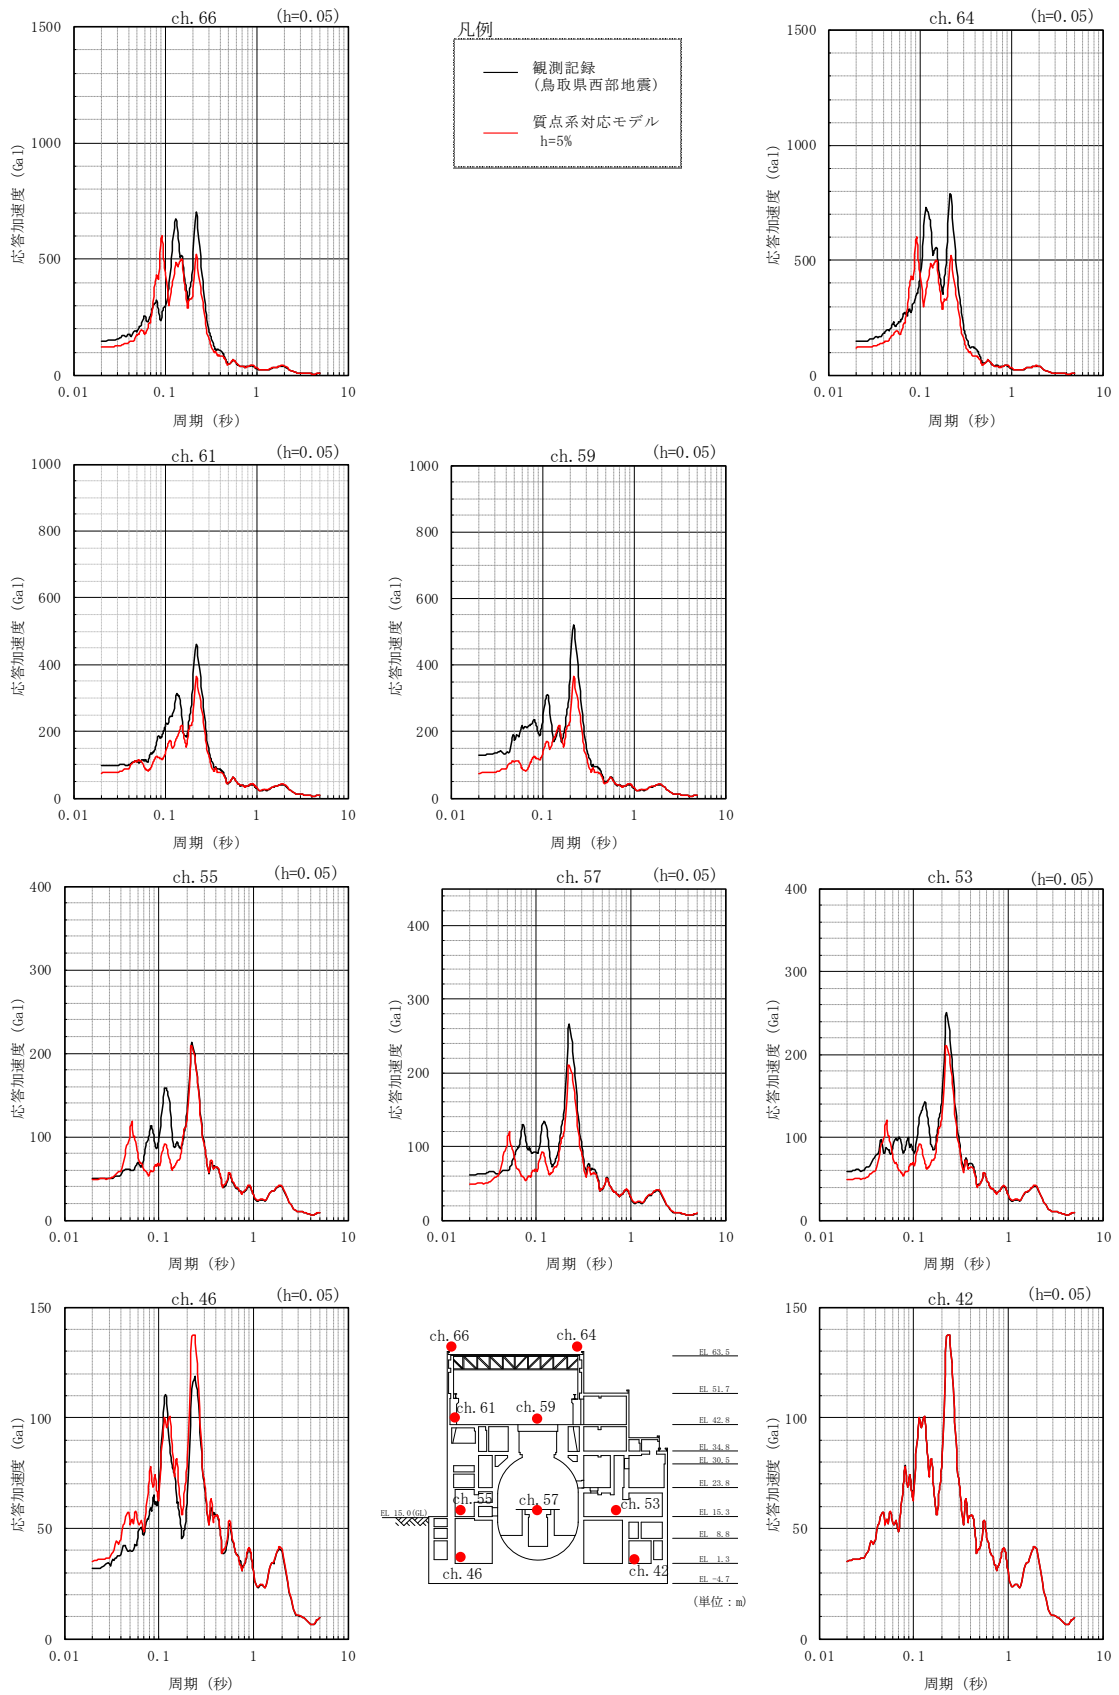 ch.66 (h=0.05)
1500
1000
500
0
0.01 0.1 1 10
応答加速度 (Gal)
周期 (秒)
凡例
観測記録
(鳥取県西部地震)
質点系対応モデル
h=5%
ch.64 (h=0.05)
1500
1000
500
0
0.01 0.1 1 10
応答加速度 (Gal)
周期 (秒)
ch.61 (h=0.05)
1000
800
600
400
200
0
0.01 0.1 1 10
応答加速度 (Gal)
周期 (秒)
ch.59 (h=0.05)
1000
800
600
400
200
0
0.01 0.1 1 10
応答加速度 (Gal)
周期 (秒)
ch.55 (h=0.05)
400
300
200
100
0
0.01 0.1 1 10
応答加速度 (Gal)
周期 (秒)
ch.57 (h=0.05)
400
300
200
100
0
0.01 0.1 1 10
応答加速度 (Gal)
周期 (秒)
ch.53 (h=0.05)
400
300
200
100
0
0.01 0.1 1 10
応答加速度 (Gal)
周期 (秒)
ch.46 (h=0.05)
150
100
50
0
0.01 0.1 1 10
応答加速度 (Gal)
周期 (秒)
ch.66
ch.64
ch.61
ch.59
ch.55
ch.57
ch.53
ch.46
ch.42
EL 63.5
EL 51.7
EL 42.8
EL 34.8
EL 30.5
EL 23.8
EL 15.3
EL 8.8
EL 1.3
EL -4.7
EL 15.0(GL)
(単位：m)
ch.42 (h=0.05)
150
100
50
0
0.01 0.1 1 10
応答加速度 (Gal)
周期 (秒)